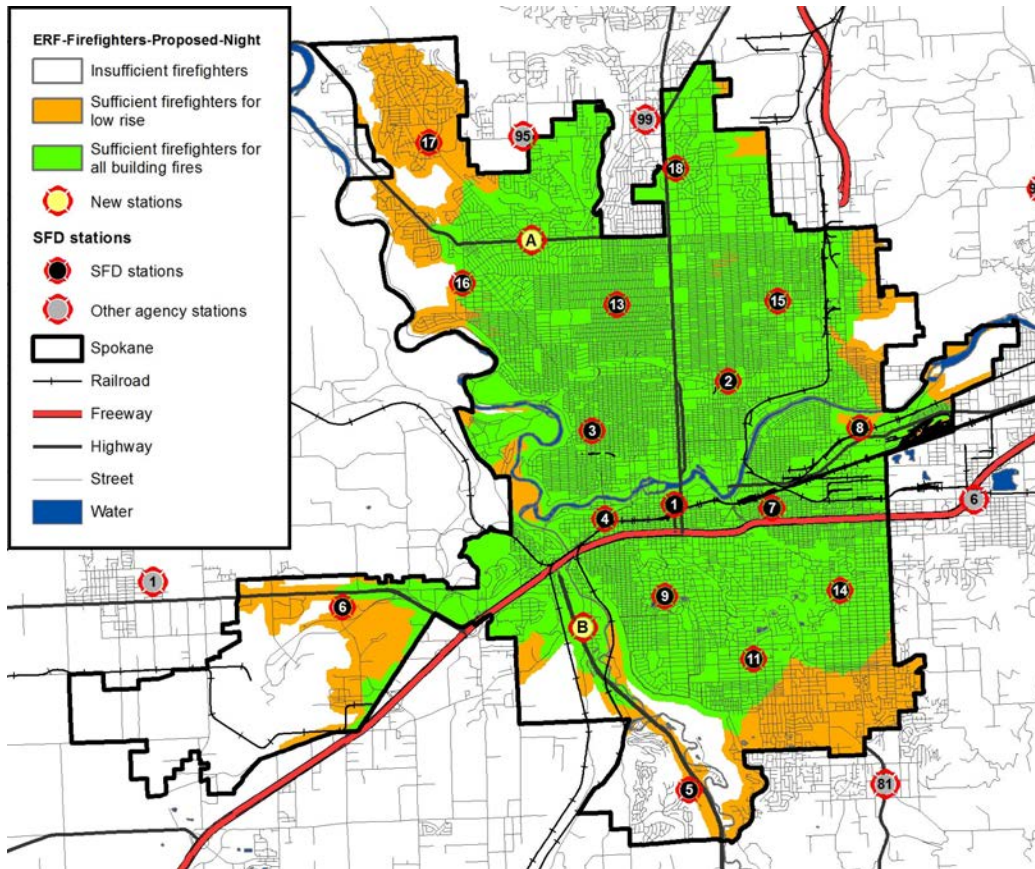 ERF-Firefighters-Proposed-Night
Insufficient firefighters
Sufficient firefighters for
low rise
Sufficient firefighters for
all building fires
New stations
SFD stations
SFD stations
Other agency stations
Spokane
Railroad
Freeway
Highway
Street
Water
99
95
17
18
A
16
13
15
2
8
3
6
1
7
4
1
14
9
6
B
11
81
5